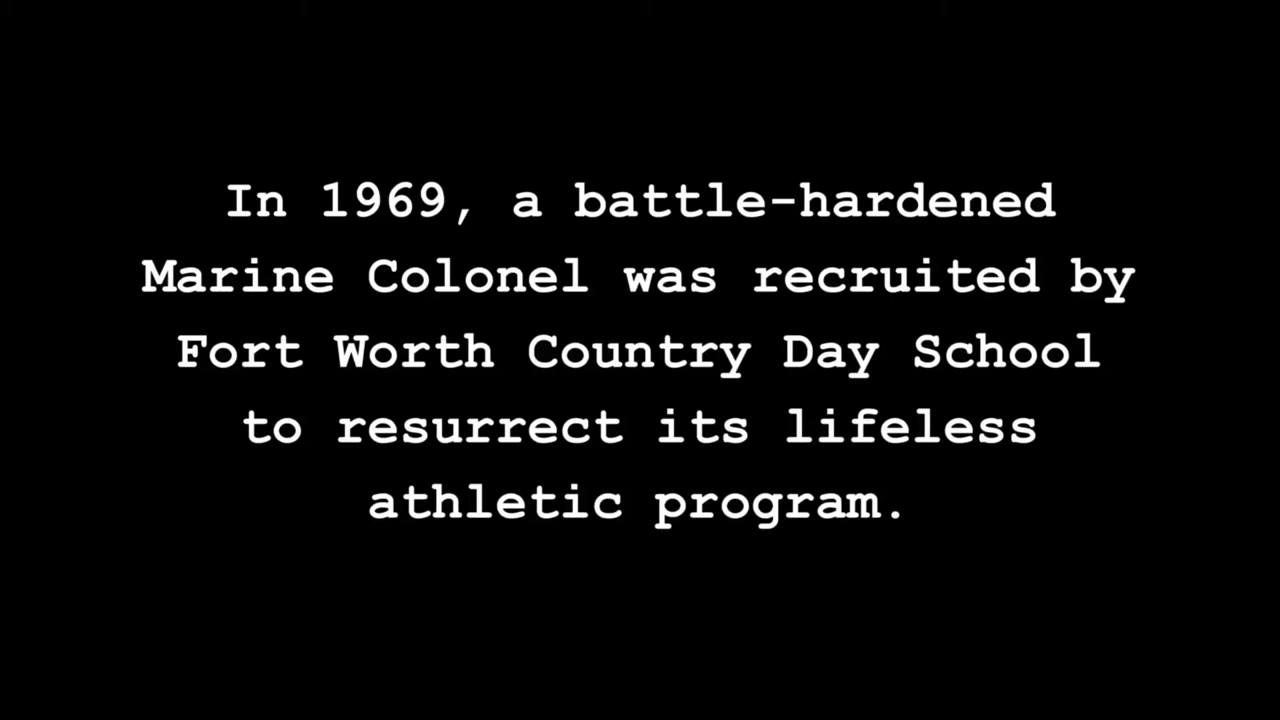 In 1969, a battle-hardened
Marine Colonel was recruited by
Fort Worth Country Day School
to resurrect its lifeless
athletic program.